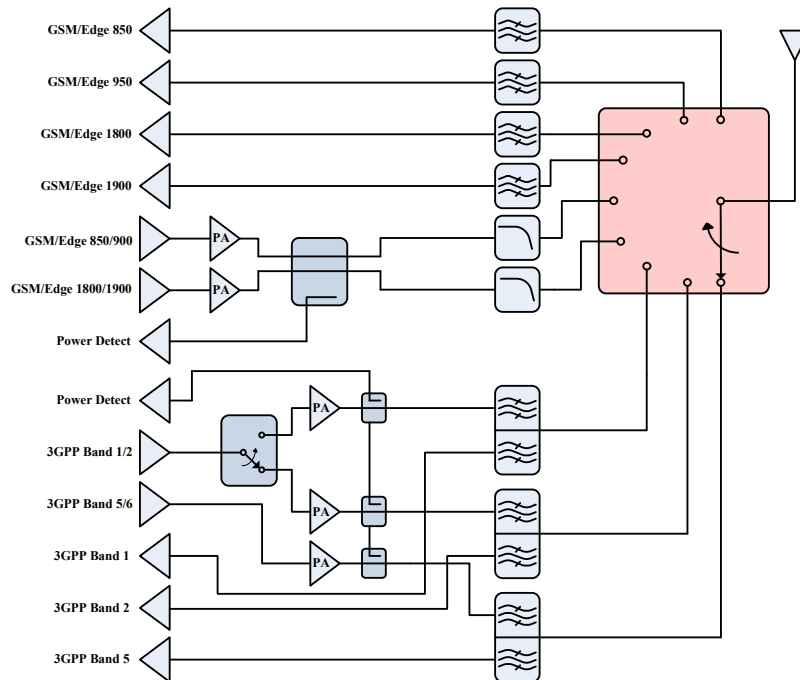 GSM/Edge 850
GSM/Edge 950
GSM/Edge 1800
GSM/Edge 1900
GSM/Edge 850/900
PA
GSM/Edge 1800/1900
PA
Power Detect
Power Detect
PA
3GPP Band 1/2
3GPP Band 5/6
PA
3GPP Band 1
PA
3GPP Band 2
3GPP Band 5